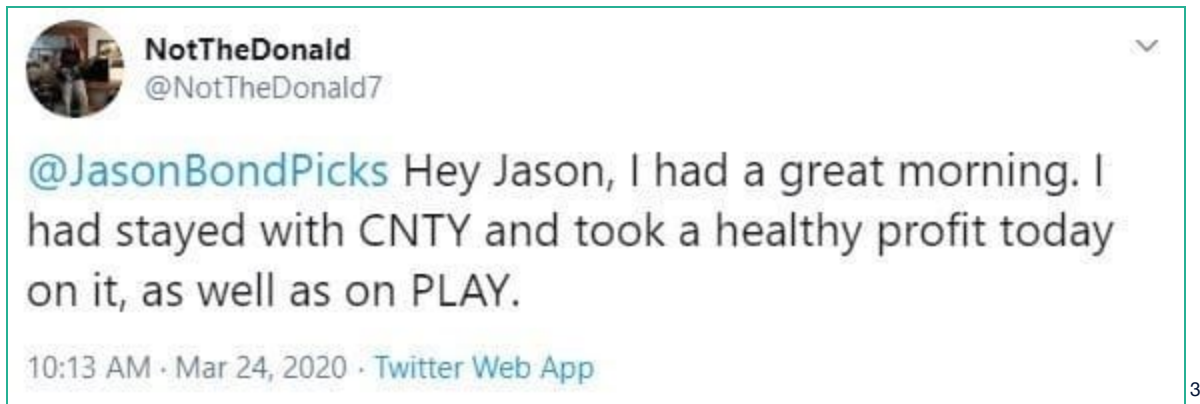 NotTheDonald
@NotTheDonald7
@JasonBondPicks Hey Jason, I had a great morning. I
had stayed with CNTY and took a healthy profit today
on it, as well as on PLAY.
10:13 AM · Mar 24, 2020 · Twitter Web App
3